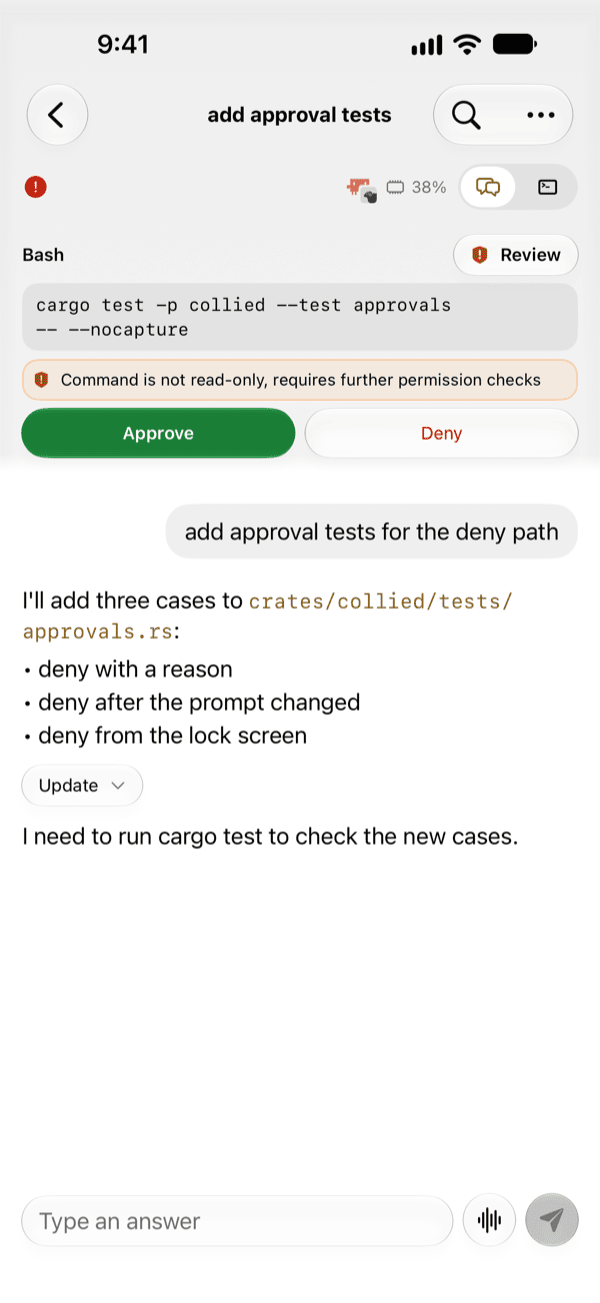 9:41
add approval tests
38%
Bash
Review
cargo test -p collied --test approvals
-- --nocapture
Command is not read-only, requires further permission checks
Approve
Deny
add approval tests for the deny path
I'll add three cases to crates/collied/tests/
approvals.rs:
• deny with a reason
• deny after the prompt changed
• deny from the lock screen
Update
I need to run cargo test to check the new cases.
Type an answer